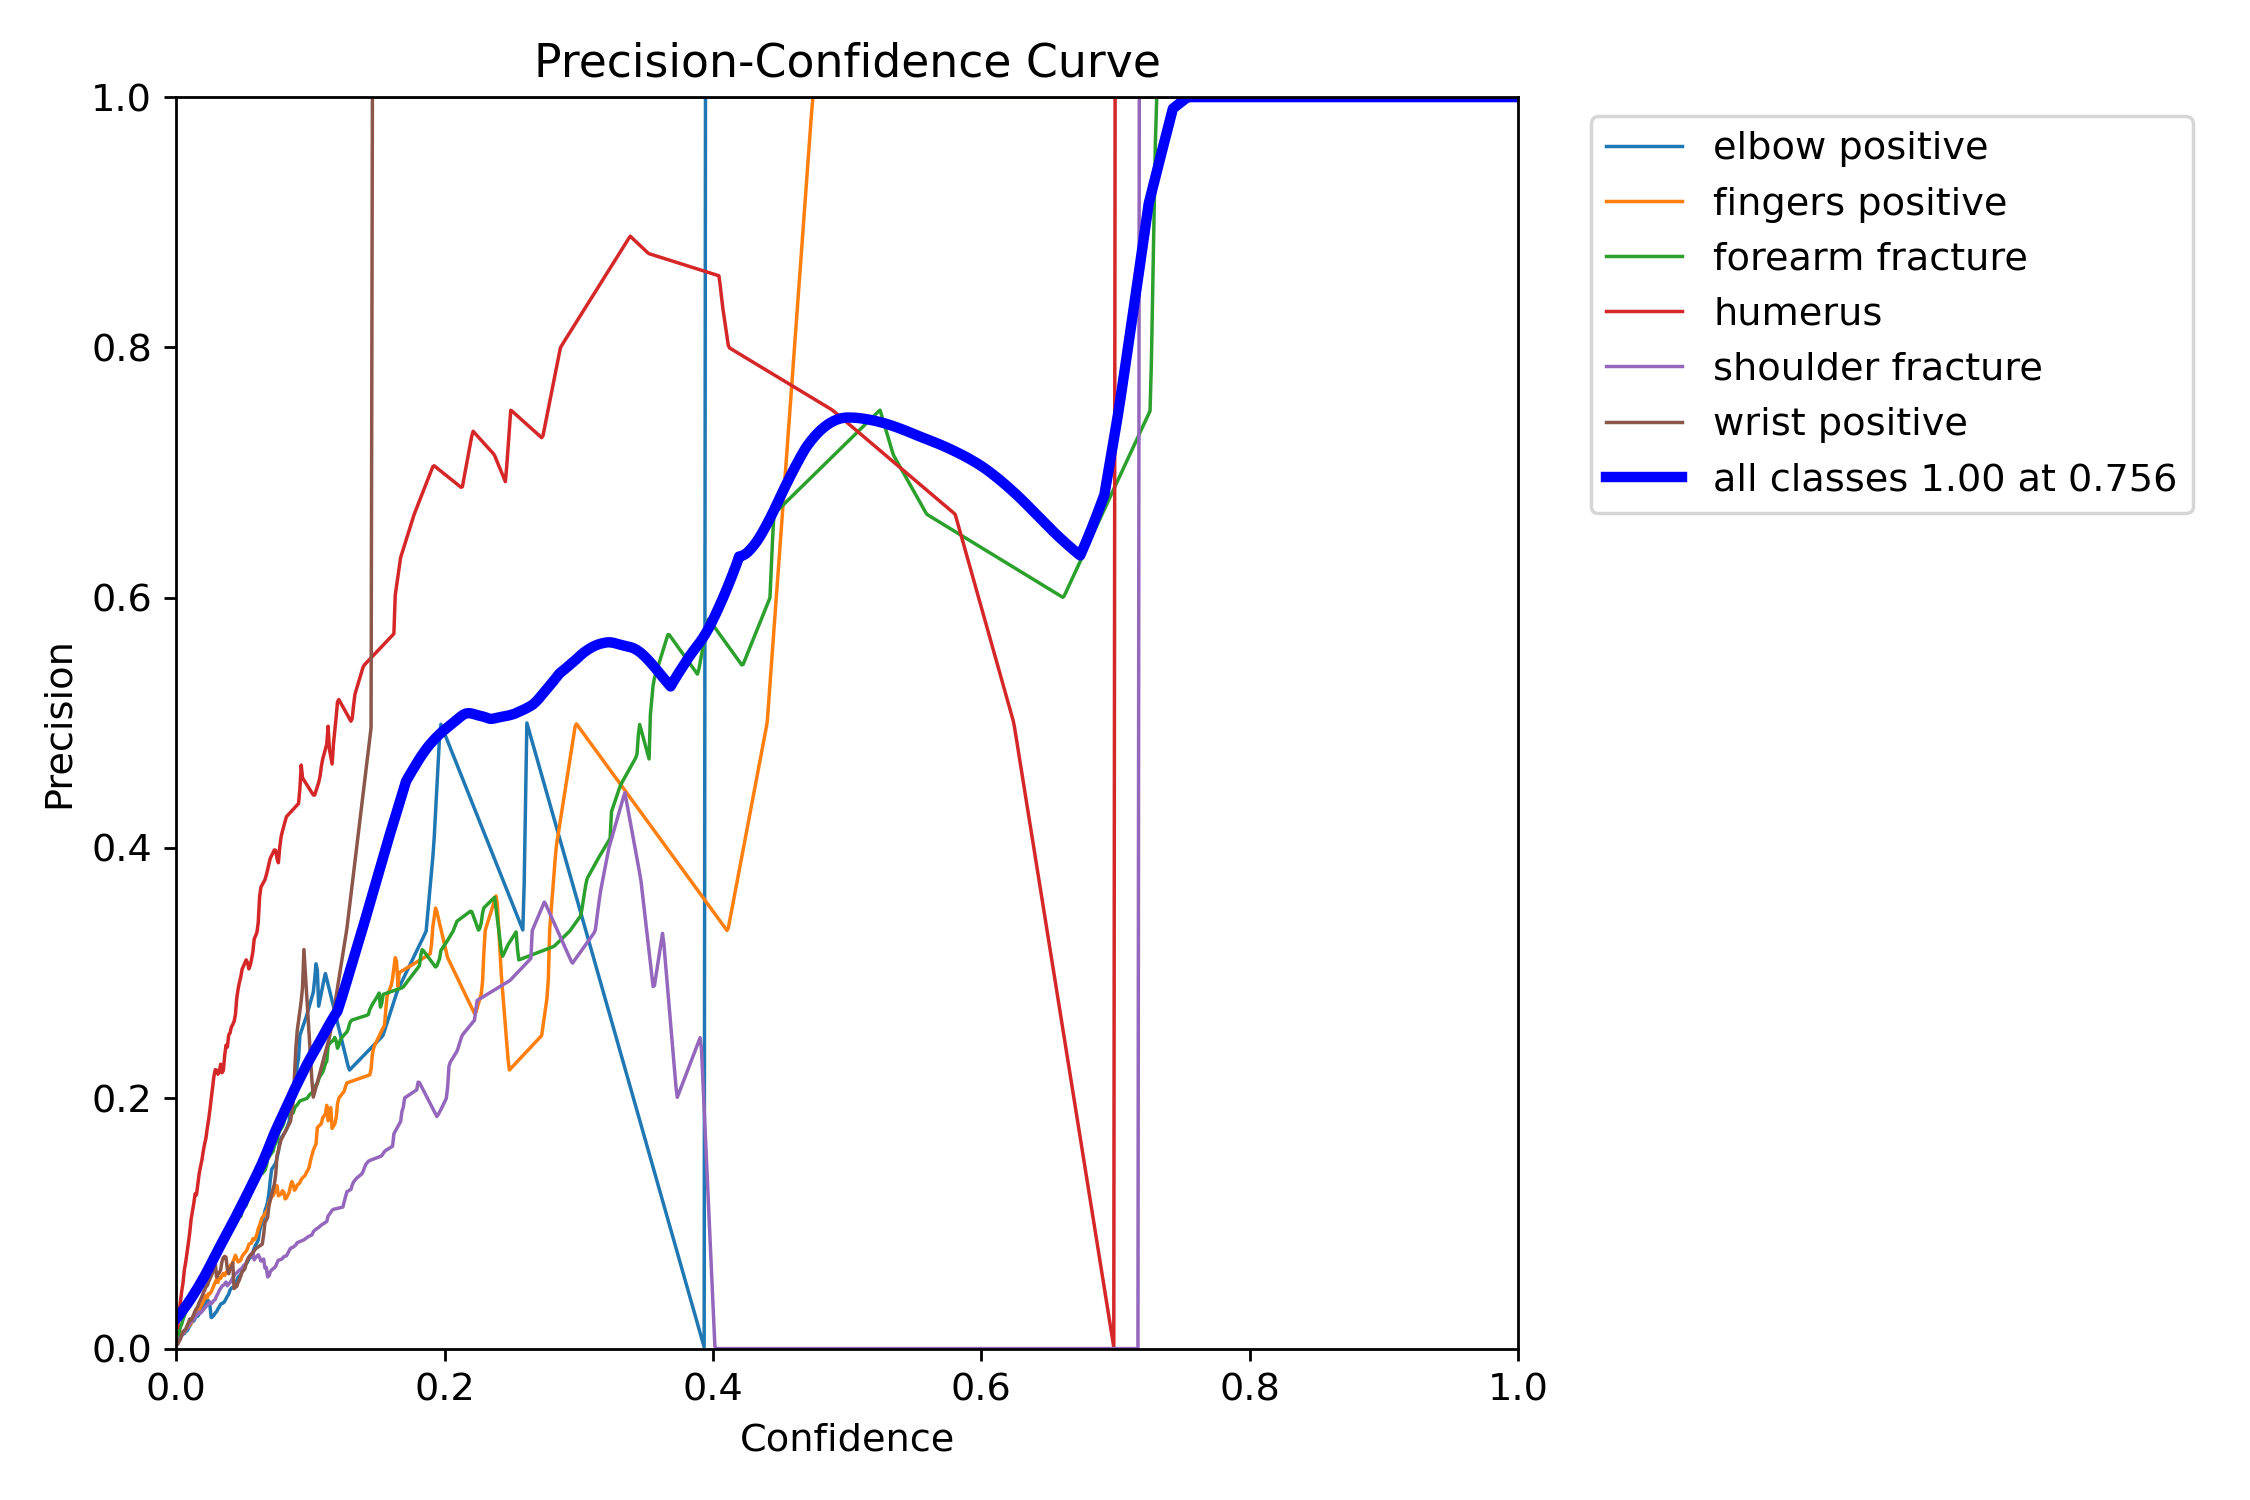 Precision-Confidence Curve
1.0
0.8
0.6
0.4
0.2
0.0
Precision
0.0 0.2 0.4 0.6 0.8 1.0
Confidence
elbow positive
fingers positive
forearm fracture
humerus
shoulder fracture
wrist positive
all classes 1.00 at 0.756